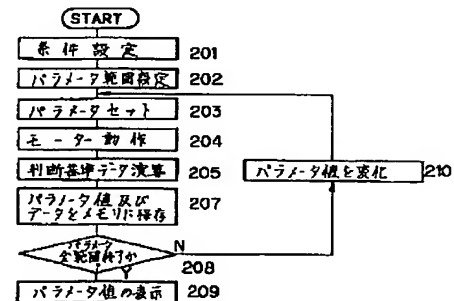 START
条件設定 201
パラメータ範囲設定 202
パラメータセット 203
モーター動作 204
判断基準データ演算 205
パラメータ値を変化 210
パラメータ値及び
データをメモリに保存 207
パラメータ
全範囲終了か N
208
Y
パラメータ値の表示 209